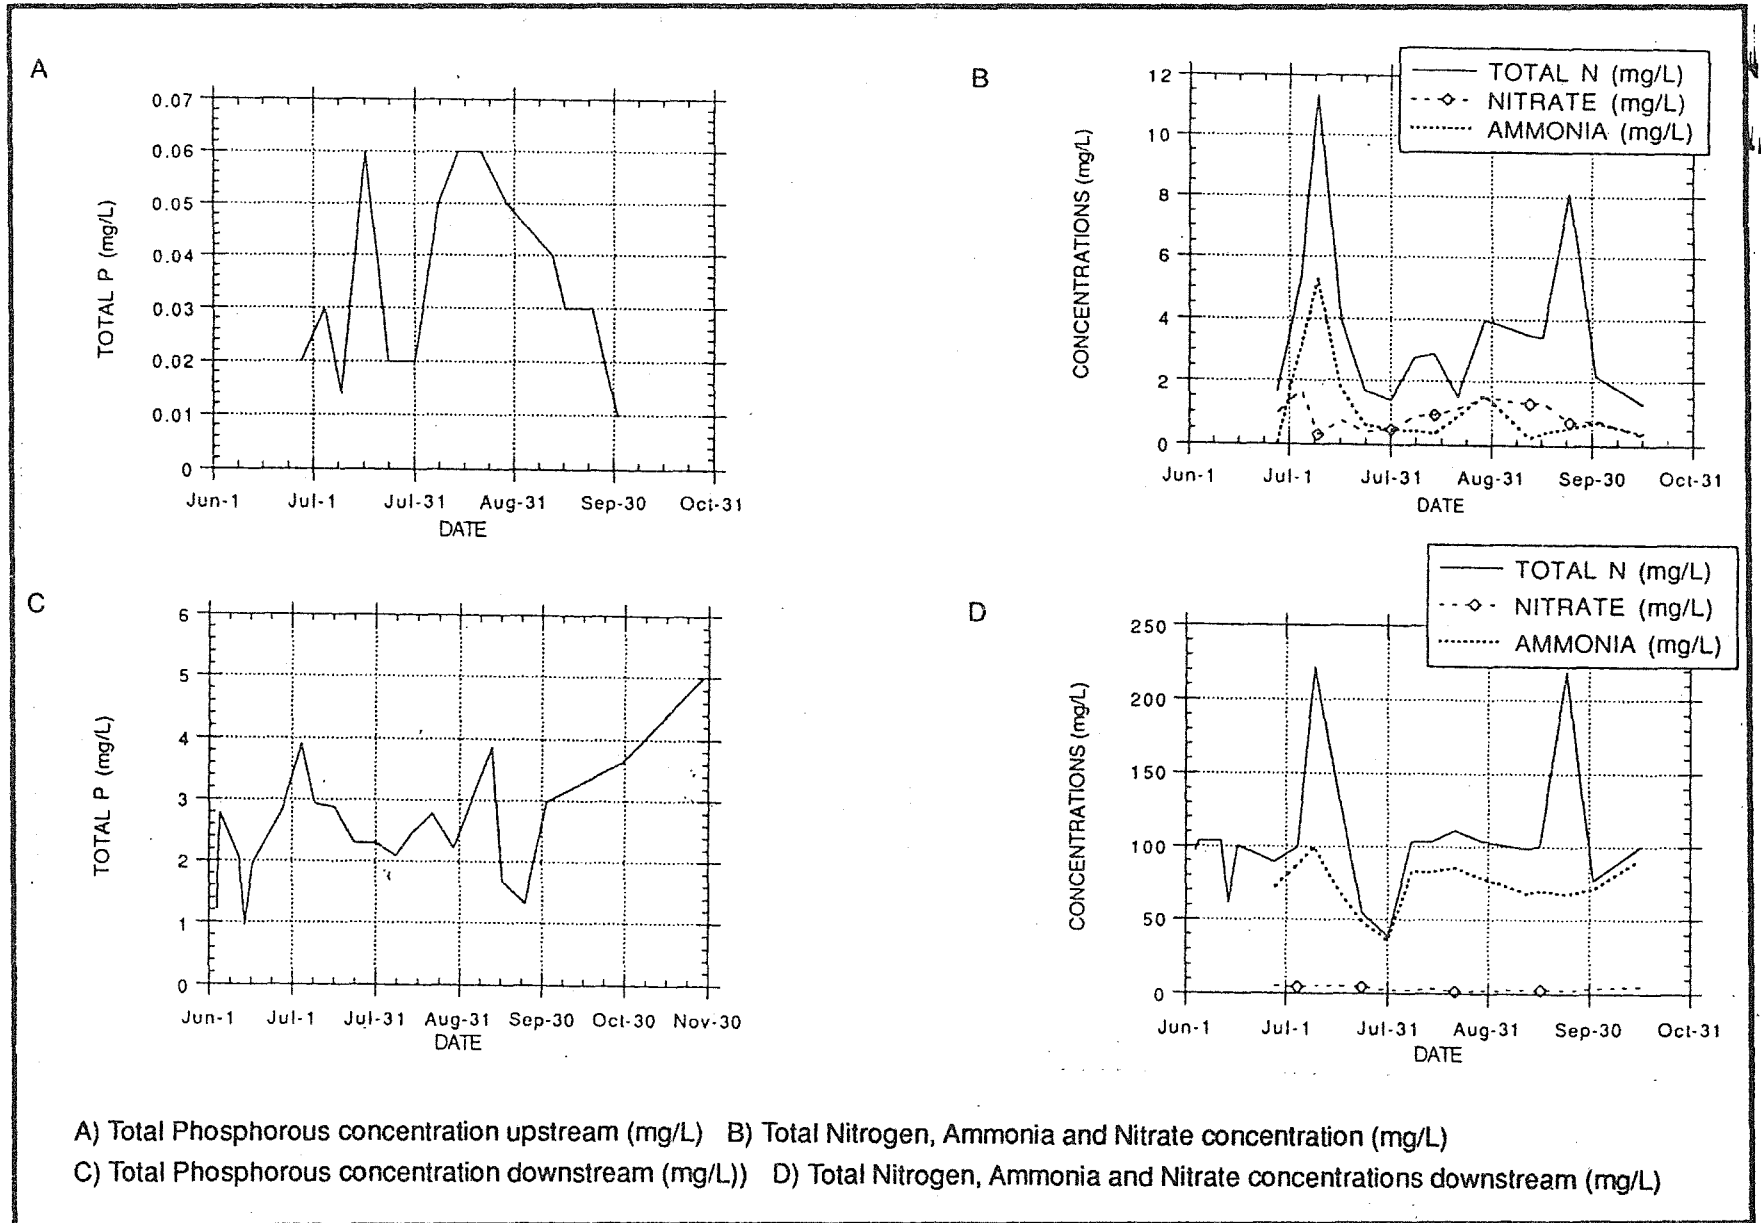 A
0.07
0.06
0.05
0.04
0.03
0.02
0.01
0
TOTAL P (mg/L)
Jun-1 Jul-1 Jul-31 Aug-31 Sep-30 Oct-31
DATE
B
TOTAL N (mg/L)
NITRATE (mg/L)
AMMONIA (mg/L)
12
10
8
6
4
2
0
CONCENTRATIONS (mg/L)
Jun-1 Jul-1 Jul-31 Aug-31 Sep-30 Oct-31
DATE
C
6
5
4
3
2
1
0
TOTAL P (mg/L)
Jun-1 Jul-1 Jul-31 Aug-31 Sep-30 Oct-30 Nov-30
DATE
D
TOTAL N (mg/L)
NITRATE (mg/L)
AMMONIA (mg/L)
250
200
150
100
50
0
CONCENTRATIONS (mg/L)
Jun-1 Jul-1 Jul-31 Aug-31 Sep-30 Oct-31
DATE
A) Total Phosphorous concentration upstream (mg/L) B) Total Nitrogen, Ammonia and Nitrate concentration (mg/L)
C) Total Phosphorous concentration downstream (mg/L)) D) Total Nitrogen, Ammonia and Nitrate concentrations downstream (mg/L)